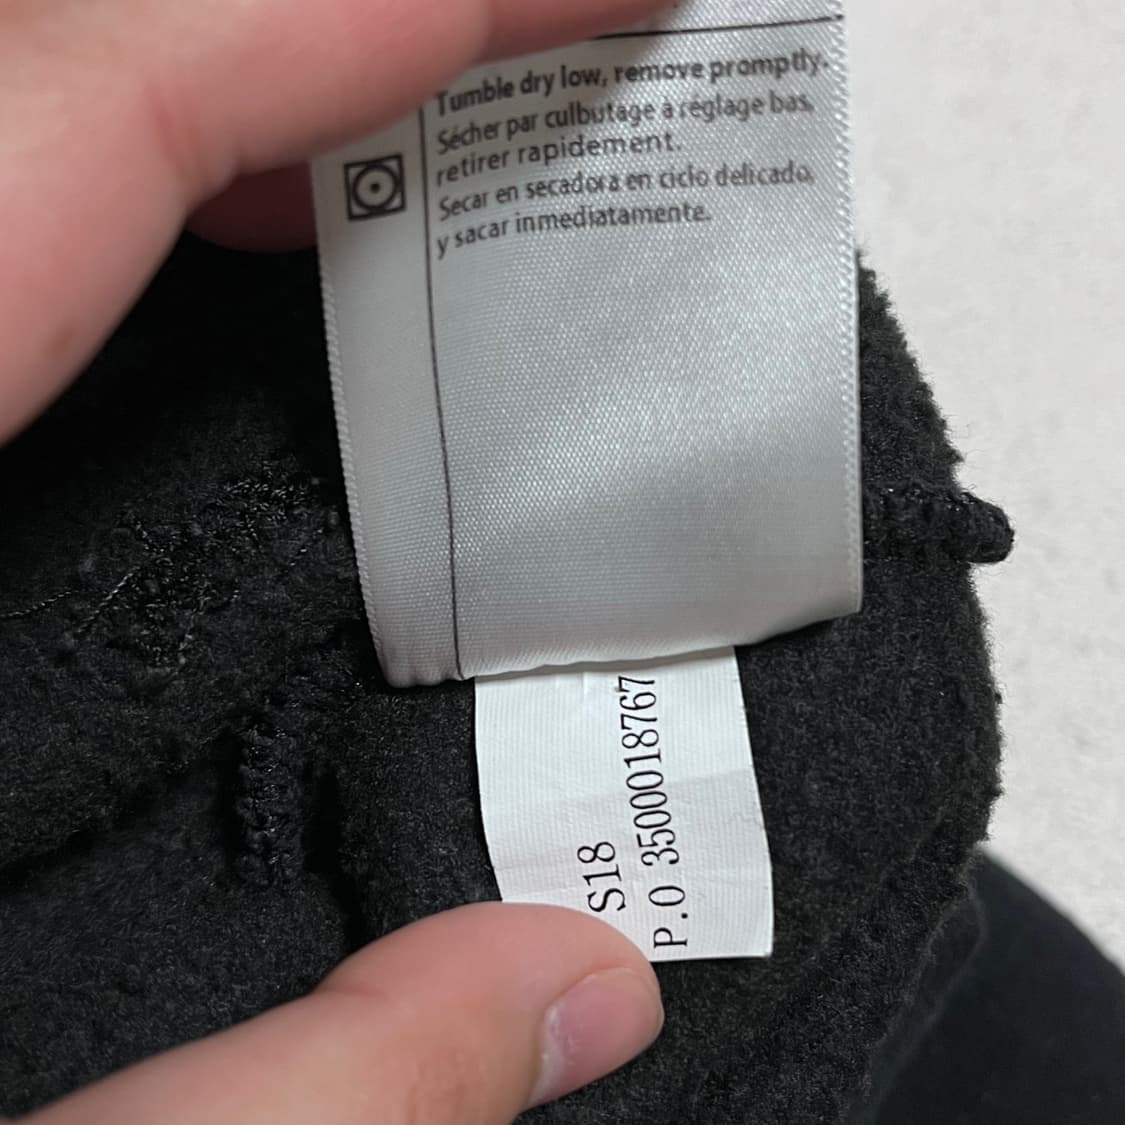 Tumble dry low, remove promptly.
Sécher par culbutage à réglage bas,
retirer rapidement.
Secar en secadora en ciclo delicado,
y sacar inmediatamente.
S18
P.O 3500018767